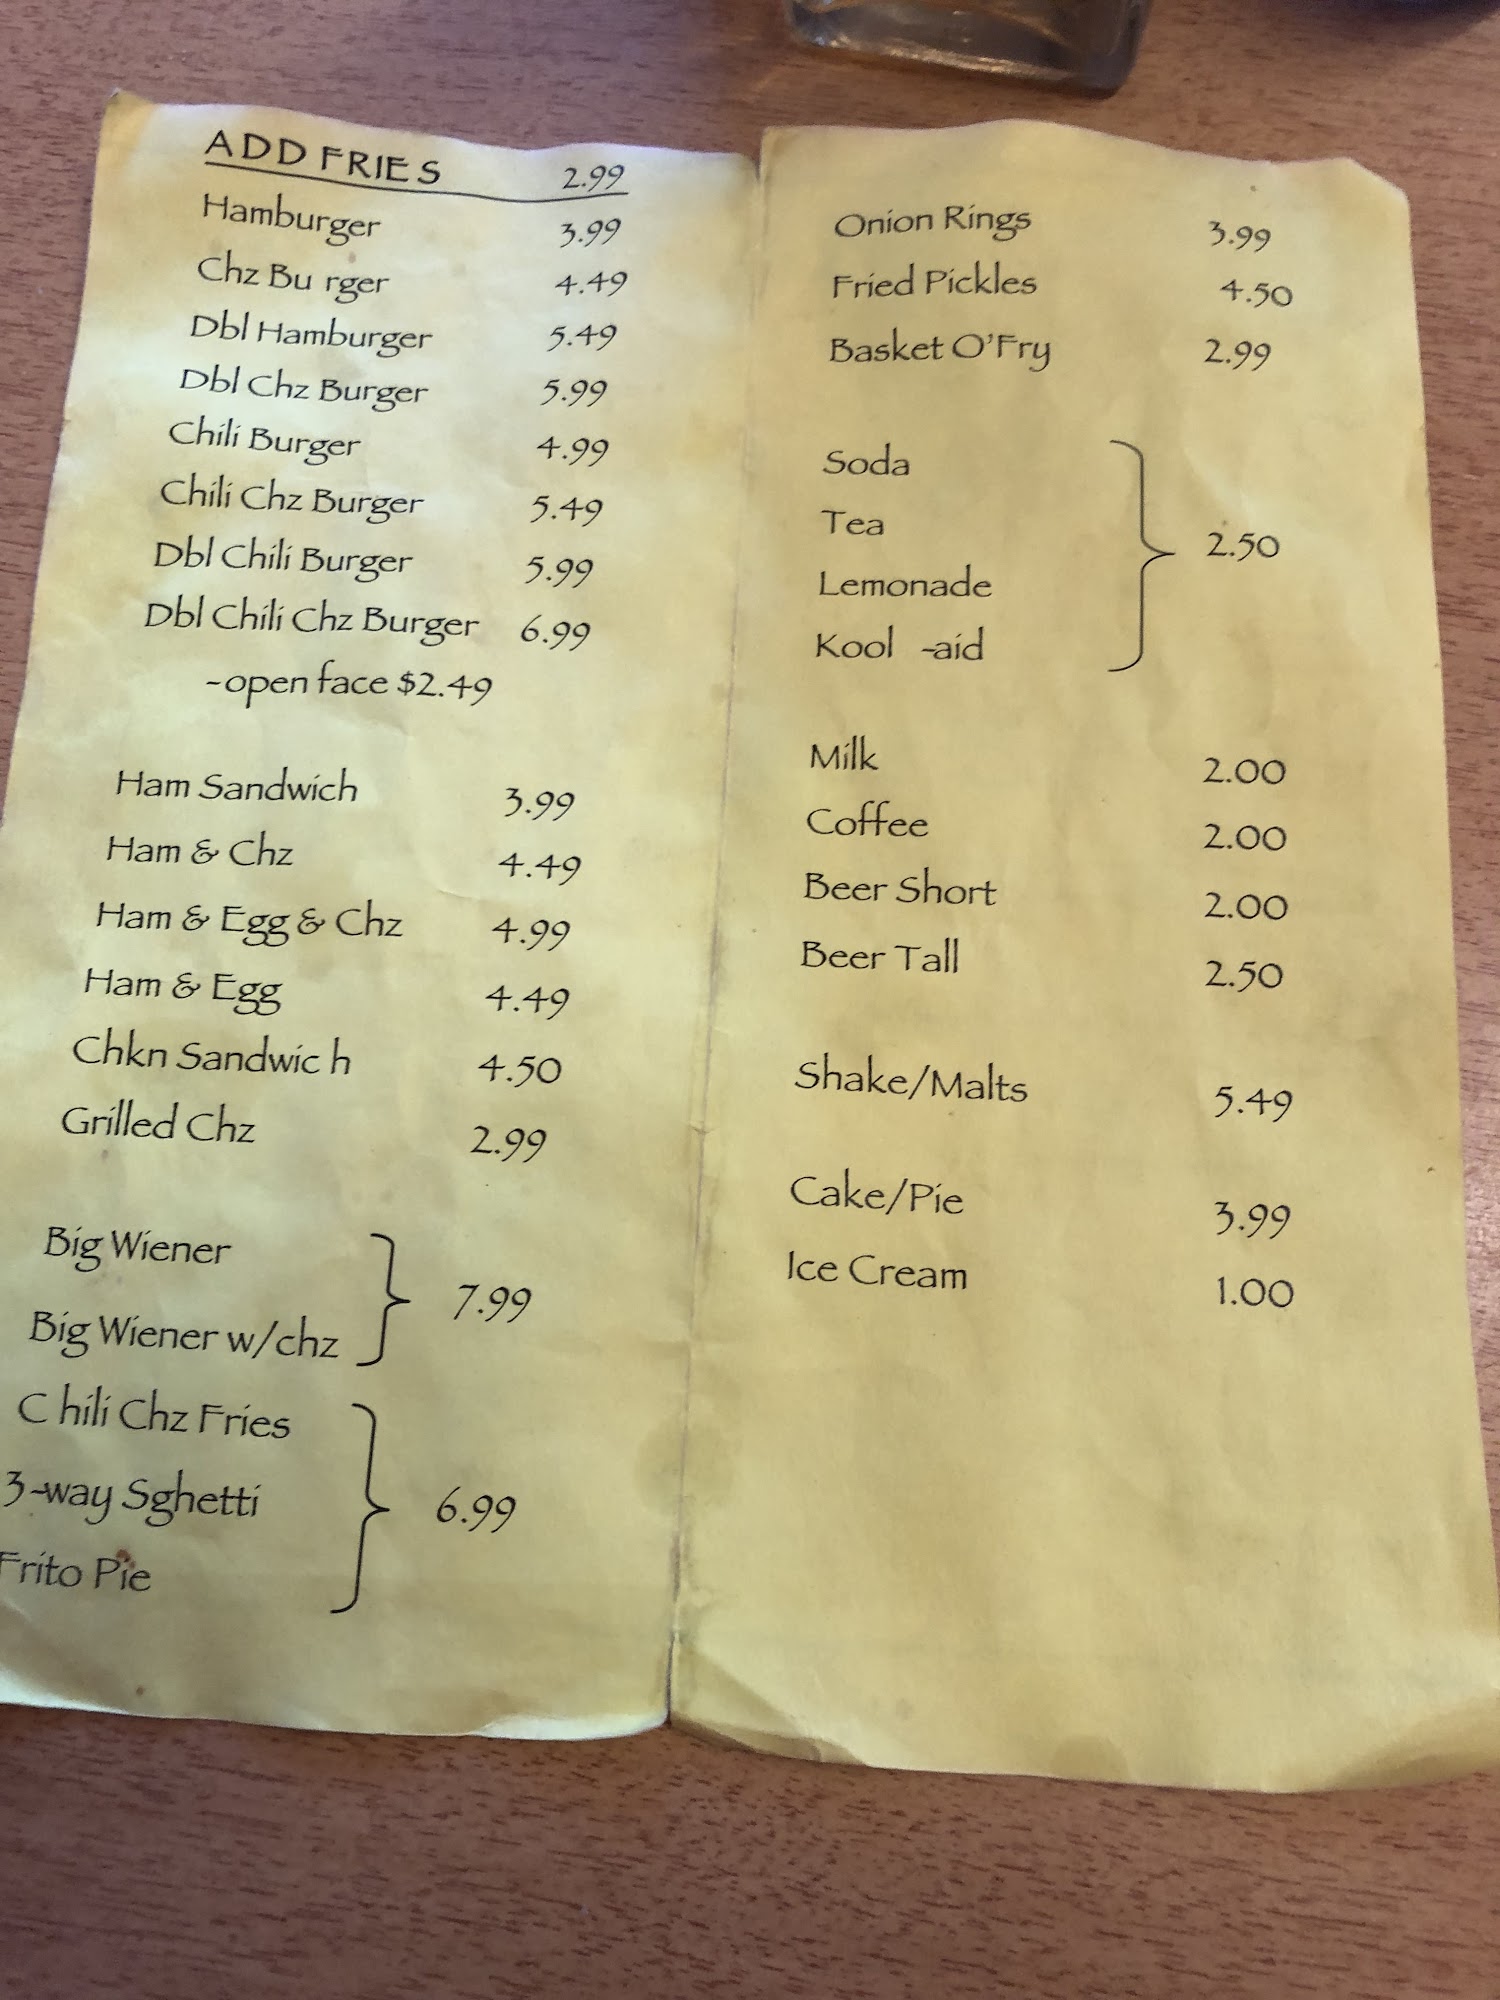 ADD FRIES 2.99
Hamburger 3.99
Chz Bu rger 4.49
Dbl Hamburger 5.49
Dbl Chz Burger 5.99
Chili Burger 4.99
Chili Chz Burger 5.49
Dbl Chili Burger 5.99
Dbl Chili Chz Burger 6.99
-open face $2.49
Ham Sandwich 3.99
Ham & Chz 4.49
Ham & Egg & Chz 4.99
Ham & Egg 4.49
Chkn Sandwic h 4.50
Grilled Chz 2.99
Big Wiener
7.99
Big Wiener w/chz
C hili Chz Fries
3-way Sghetti 6.99
Frito Pie
Onion Rings 3.99
Fried Pickles 4.50
Basket O'Fry 2.99
Soda
Tea
2.50
Lemonade
Kool -aid
Milk 2.00
Coffee 2.00
Beer Short 2.00
Beer Tall 2.50
Shake/Malts 5.49
Cake/Pie 3.99
Ice Cream 1.00